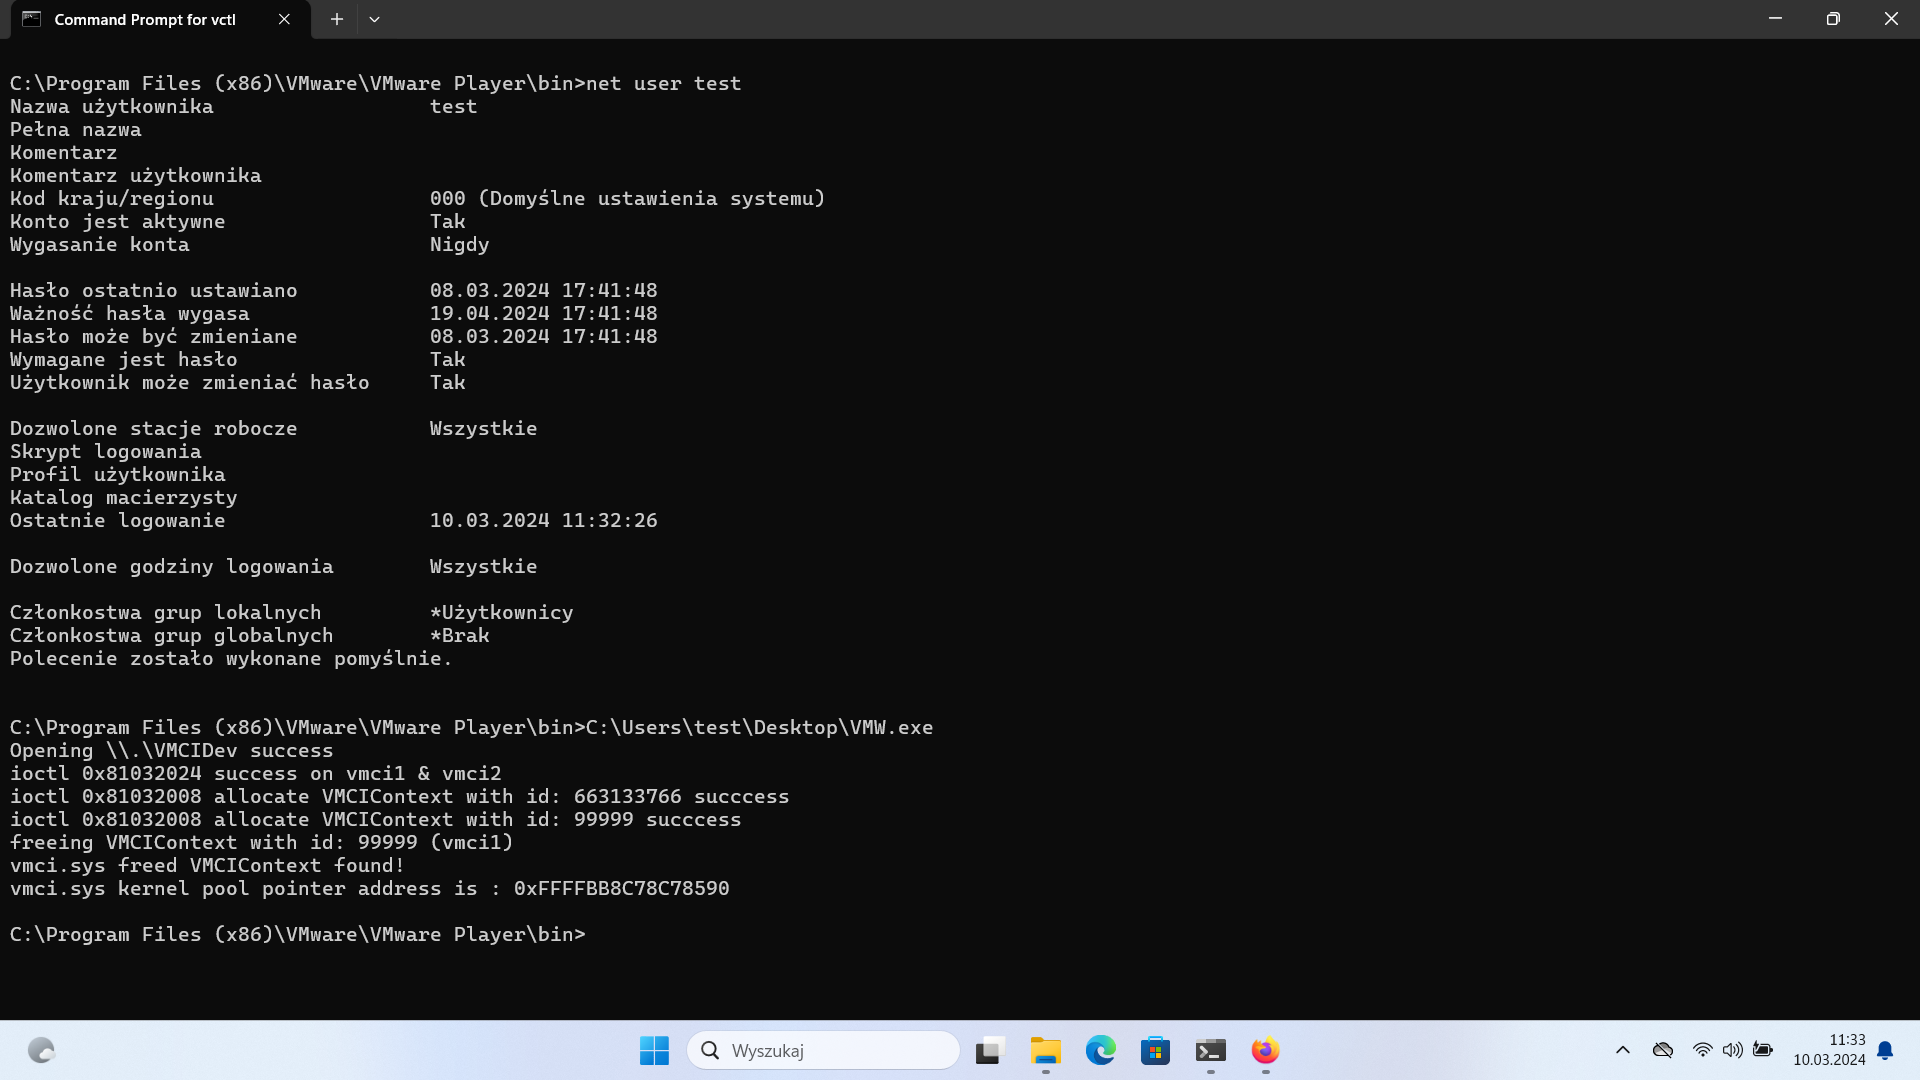 Command Prompt for vctl
C:\Program Files (x86)\VMware\VMware Player\bin>net user test
Nazwa użytkownika test
Pełna nazwa
Komentarz
Komentarz użytkownika
Kod kraju/regionu 000 (Domyślne ustawienia systemu)
Konto jest aktywne Tak
Wygasanie konta Nigdy
Hasło ostatnio ustawiano 08.03.2024 17:41:48
Ważność hasła wygasa 19.04.2024 17:41:48
Hasło może być zmieniane 08.03.2024 17:41:48
Wymagane jest hasło Tak
Użytkownik może zmieniać hasło Tak
Dozwolone stacje robocze Wszystkie
Skrypt logowania
Profil użytkownika
Katalog macierzysty
Ostatnie logowanie 10.03.2024 11:32:26
Dozwolone godziny logowania Wszystkie
Członkostwa grup lokalnych *Użytkownicy
Członkostwa grup globalnych *Brak
Polecenie zostało wykonane pomyślnie.
C:\Program Files (x86)\VMware\VMware Player\bin>C:\Users\test\Desktop\VMW.exe
Opening \\.\VMCIDev success
ioctl 0x81032024 success on vmci1 & vmci2
ioctl 0x81032008 allocate VMCIContext with id: 663133766 succcess
ioctl 0x81032008 allocate VMCIContext with id: 99999 succcess
freeing VMCIContext with id: 99999 (vmci1)
vmci.sys freed VMCIContext found!
vmci.sys kernel pool pointer address is : 0xFFFFBB8C78C78590
C:\Program Files (x86)\VMware\VMware Player\bin>
Wyszukaj
11:33
10.03.2024